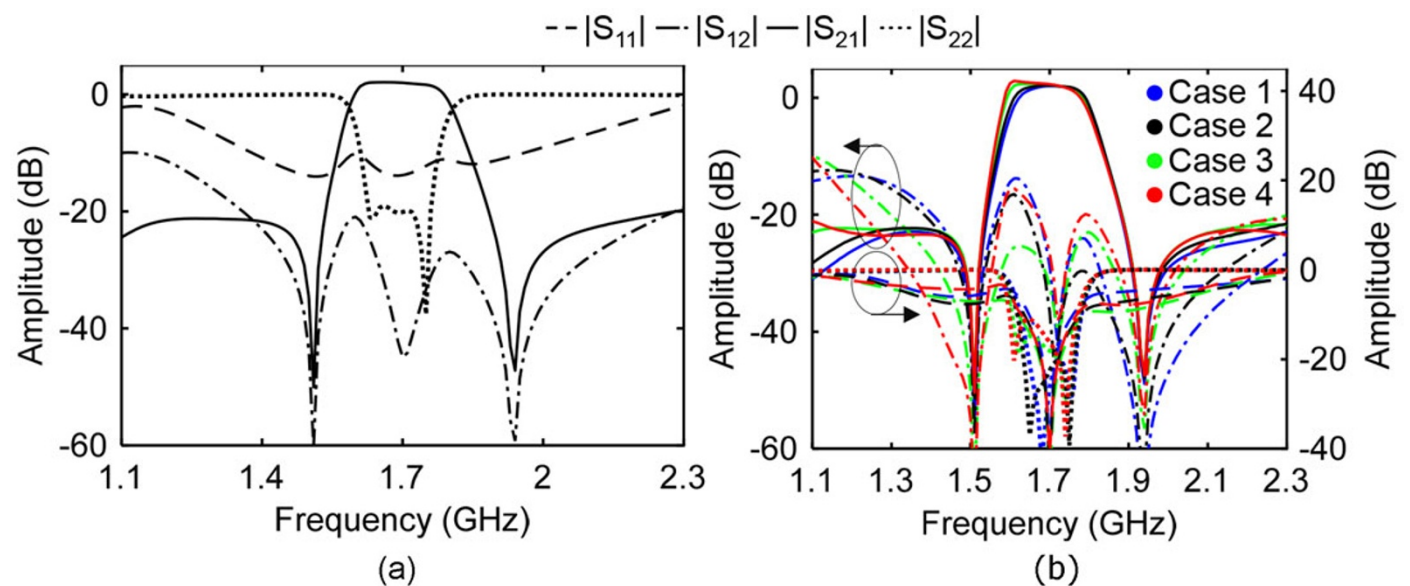 |S11| |S12| |S21| |S22|
Amplitude (dB)
0
-20
-40
-60
1.1 1.4 1.7 2 2.3
Frequency (GHz)
(a)
Amplitude (dB)
0
-20
-40
-60
Case 1
Case 2
Case 3
Case 4
40
20
0
-20
-40
Amplitude (dB)
1.1 1.3 1.5 1.7 1.9 2.1 2.3
Frequency (GHz)
(b)